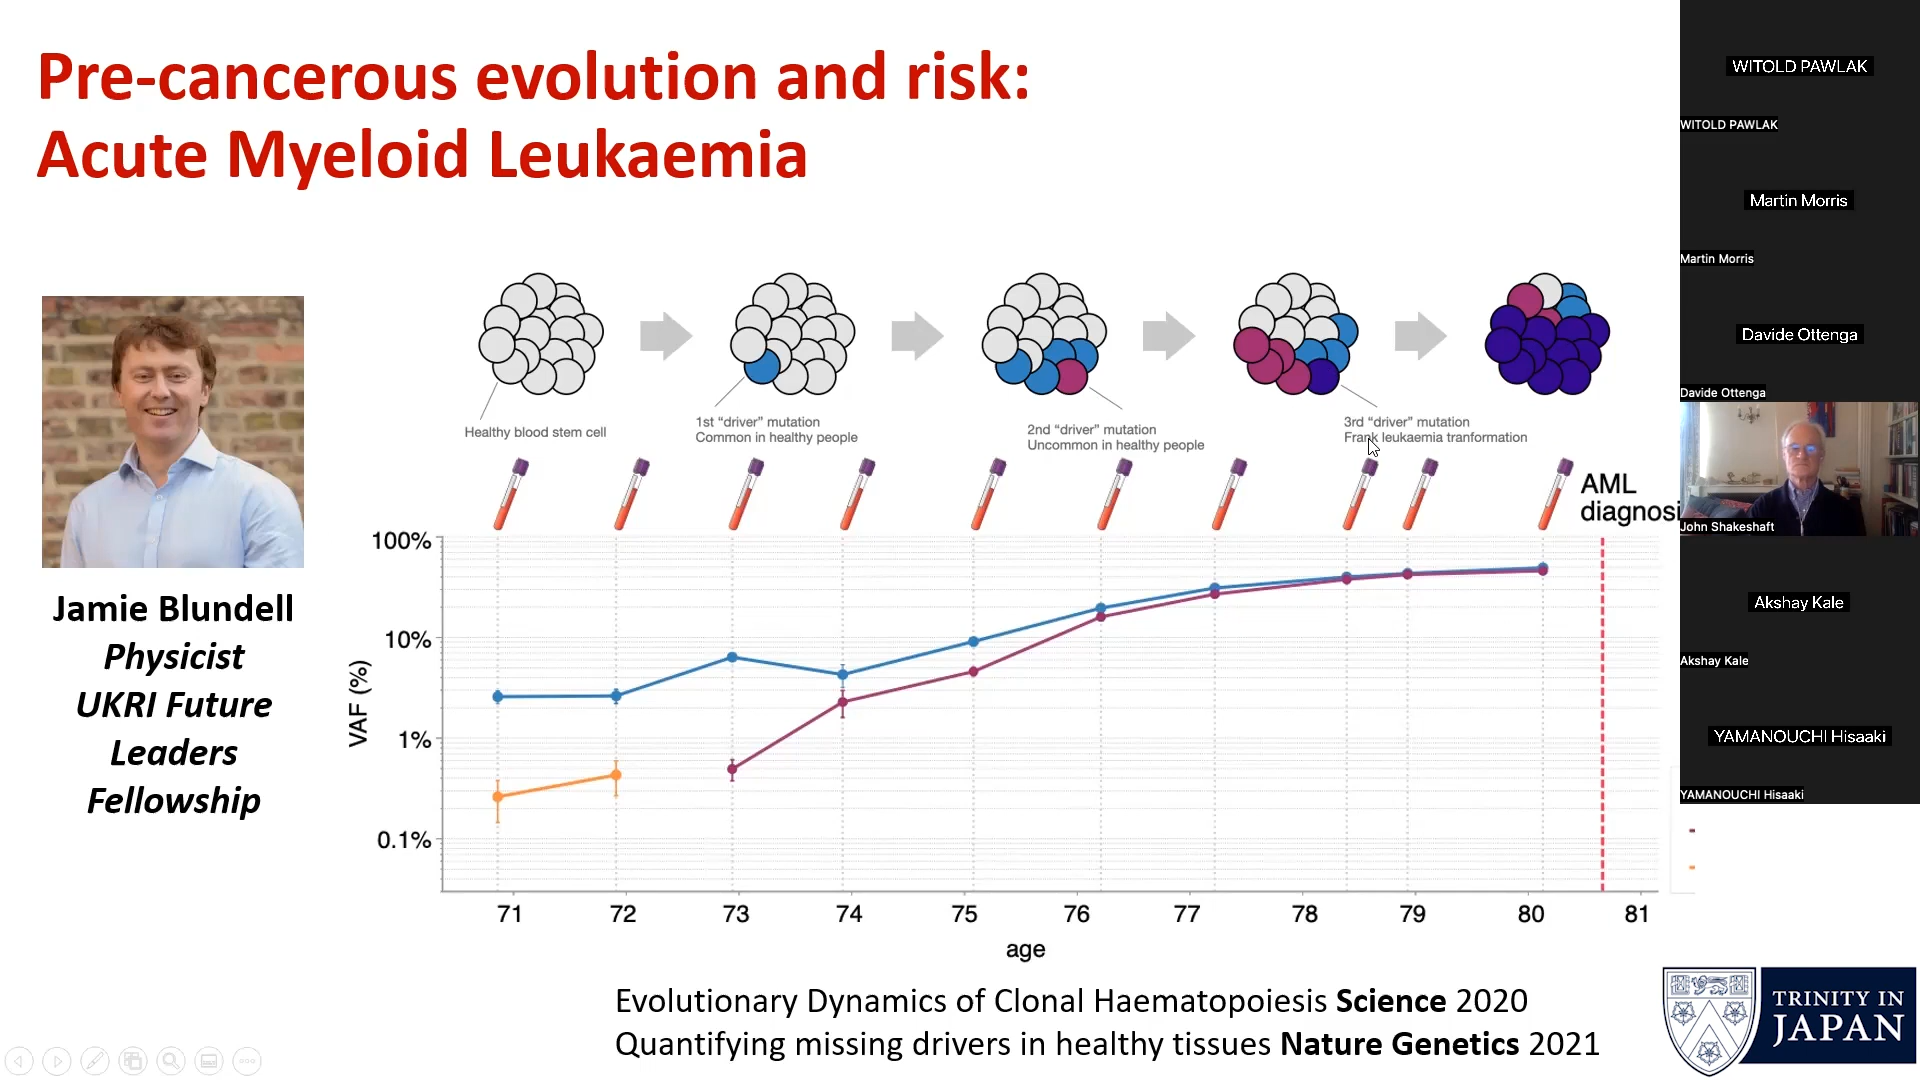 Pre-cancerous evolution and risk:
Acute Myeloid Leukaemia
Healthy blood stem cell
1st “driver” mutation
Common in healthy people
2nd “driver” mutation
Uncommon in healthy people
3rd “driver” mutation
Frank leukaemia tranformation
AML
diagnosi
Jamie Blundell
Physicist
UKRI Future
Leaders
Fellowship
VAF (%)
100%
10%
1%
0.1%
71 72 73 74 75 76 77 78 79 80 81
age
Evolutionary Dynamics of Clonal Haematopoiesis Science 2020
Quantifying missing drivers in healthy tissues Nature Genetics 2021
WITOLD PAWLAK
WITOLD PAWLAK
Martin Morris
Martin Morris
Davide Ottenga
Davide Ottenga
John Shakeshaft
Akshay Kale
Akshay Kale
YAMANOUCHI Hisaaki
YAMANOUCHI Hisaaki
TRINITY IN
JAPAN